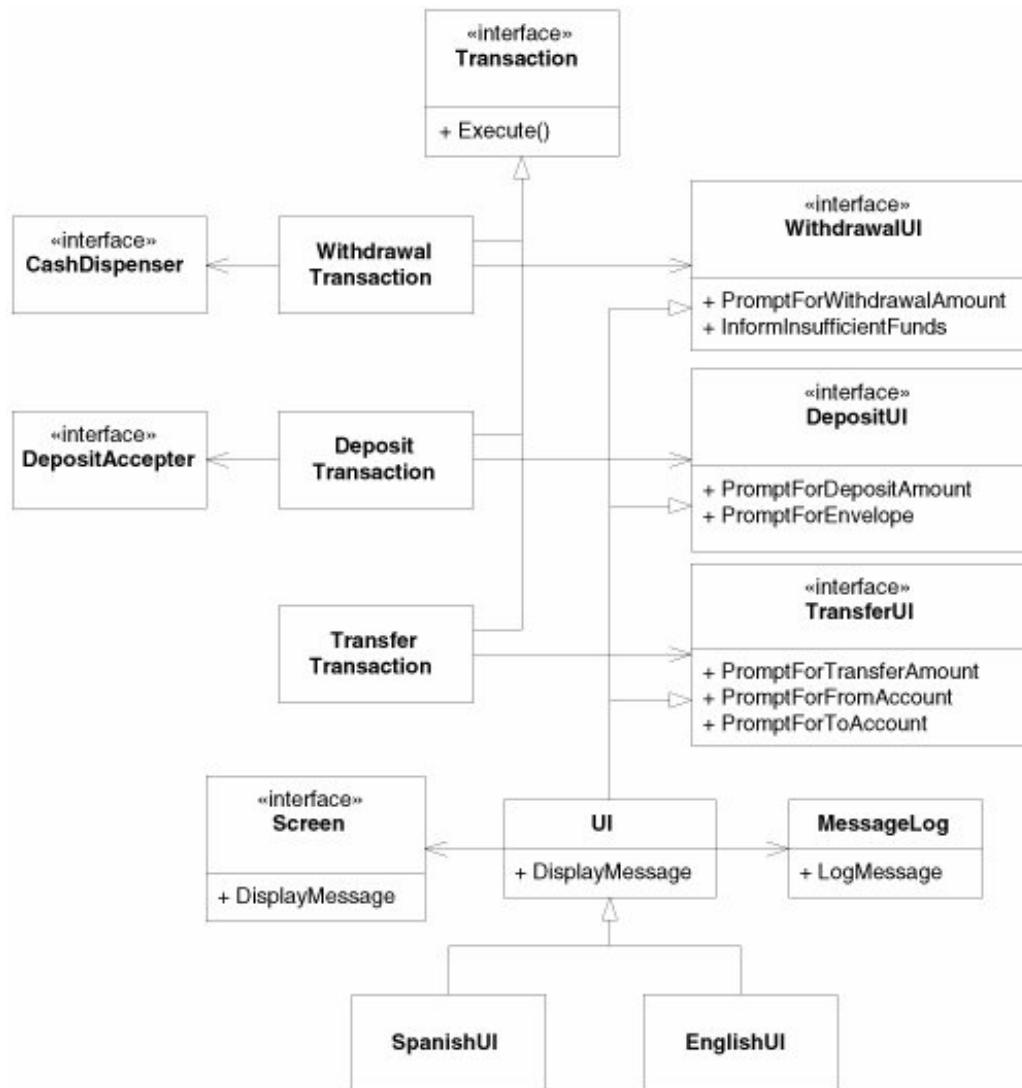 «interface»
Transaction
+ Execute()
«interface»
CashDispenser
Withdrawal
Transaction
«interface»
WithdrawalUI
+ PromptForWithdrawalAmount
+ InformInsufficientFunds
«interface»
DepositAccepter
Deposit
Transaction
«interface»
DepositUI
+ PromptForDepositAmount
+ PromptForEnvelope
Transfer
Transaction
«interface»
TransferUI
+ PromptForTransferAmount
+ PromptForFromAccount
+ PromptForToAccount
«interface»
Screen
+ DisplayMessage
UI
+ DisplayMessage
MessageLog
+ LogMessage
SpanishUI
EnglishUI